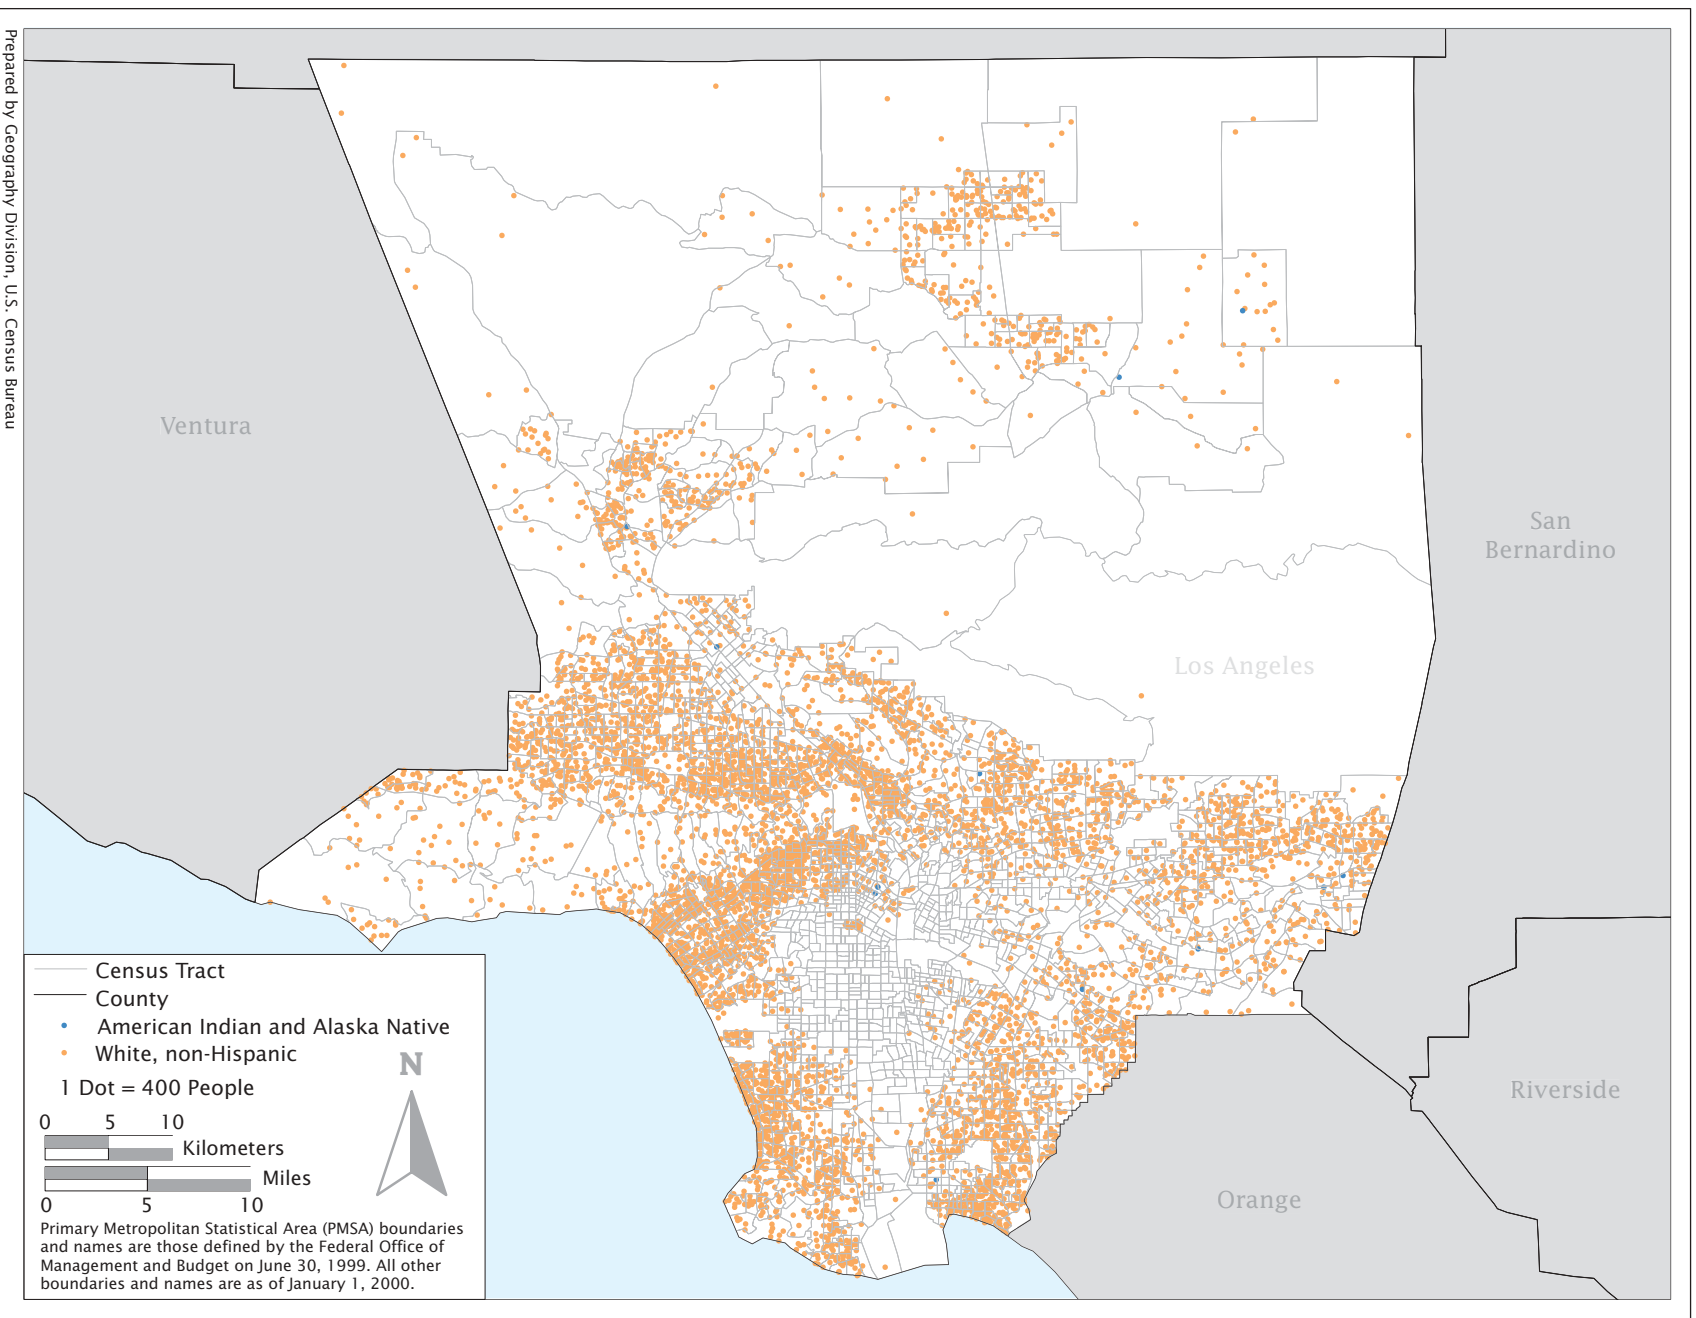 Prepared by Geography Division, U.S. Census Bureau
Ventura
San
Bernardino
Los Angeles
Riverside
Orange
Census Tract
County
American Indian and Alaska Native
White, non-Hispanic
1 Dot = 400 People
N
0 5 10
Kilometers
Miles
0 5 10
Primary Metropolitan Statistical Area (PMSA) boundaries
and names are those defined by the Federal Office of
Management and Budget on June 30, 1999. All other
boundaries and names are as of January 1, 2000.